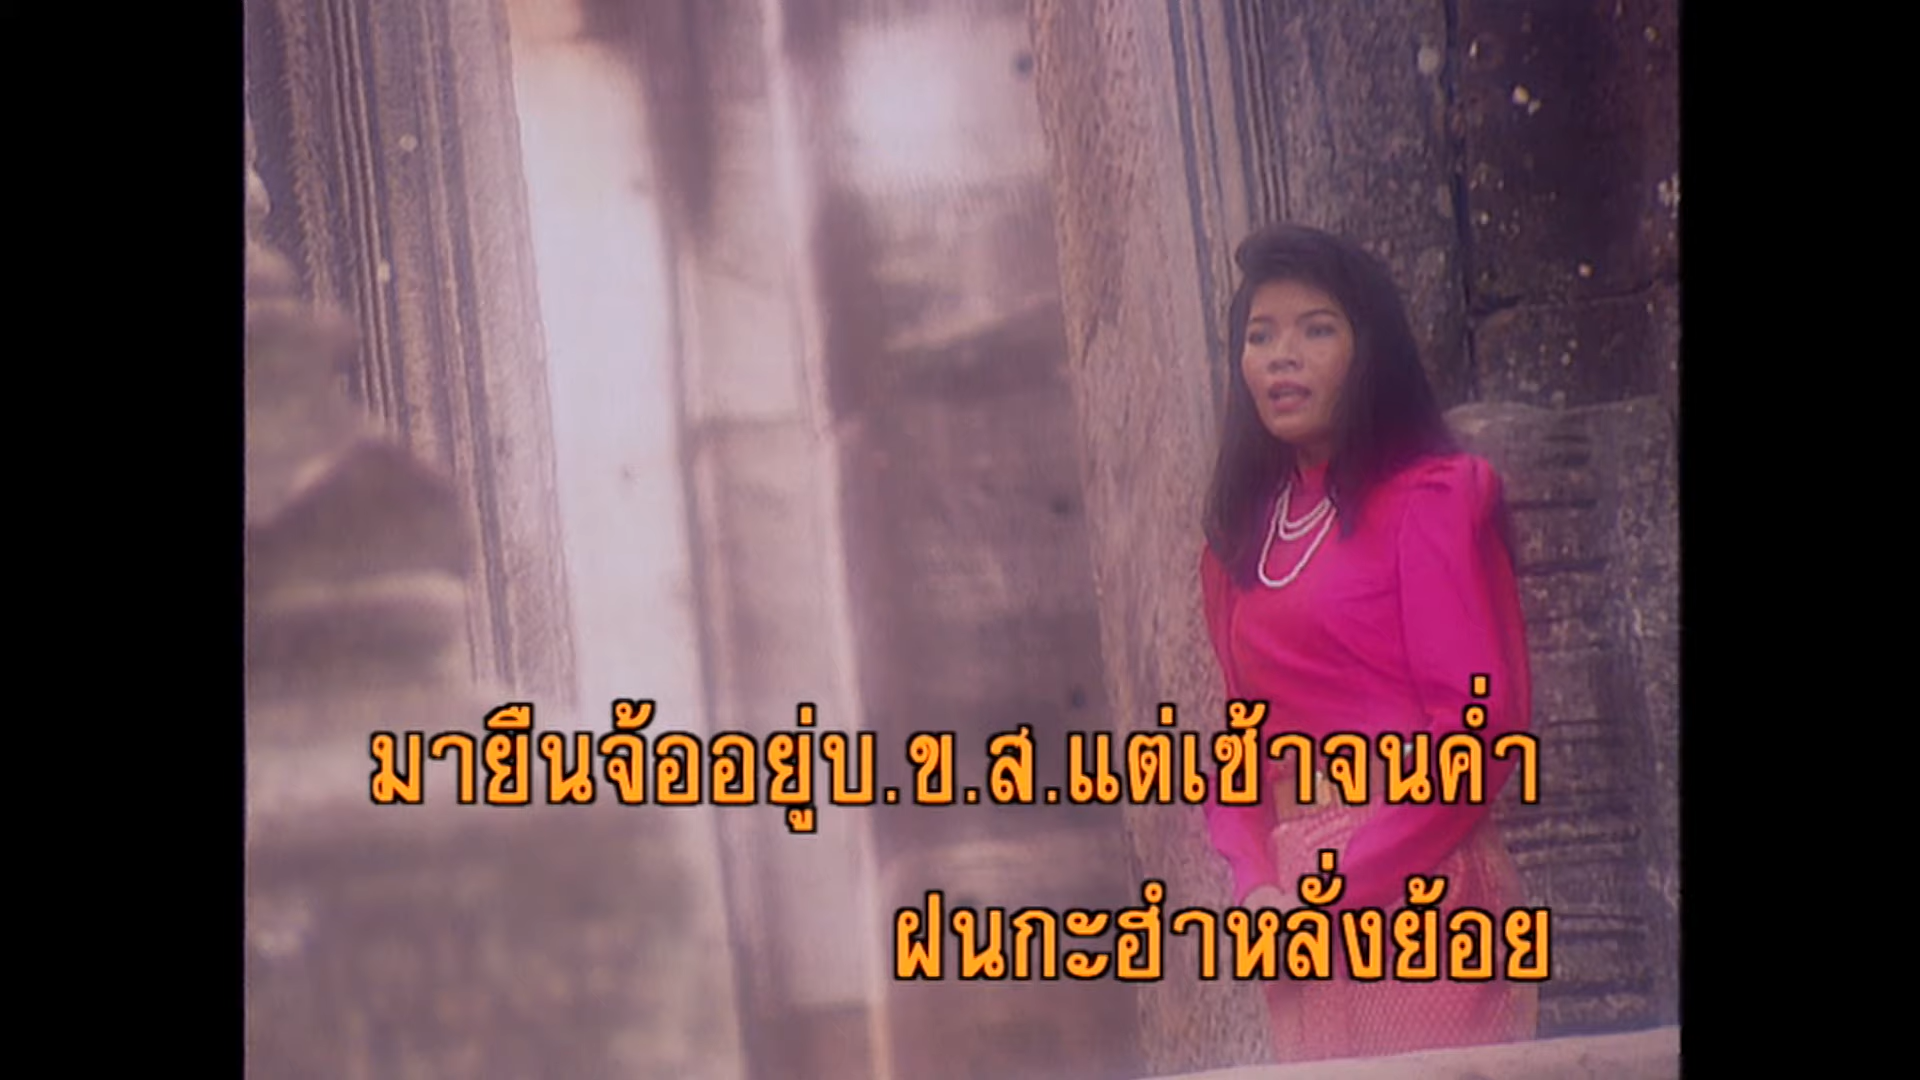 มายืนจ้ออยู่บ.ข.ส.แต่เซ้าจนค่ำ
ฝนกะฮำหลั่งย้อย